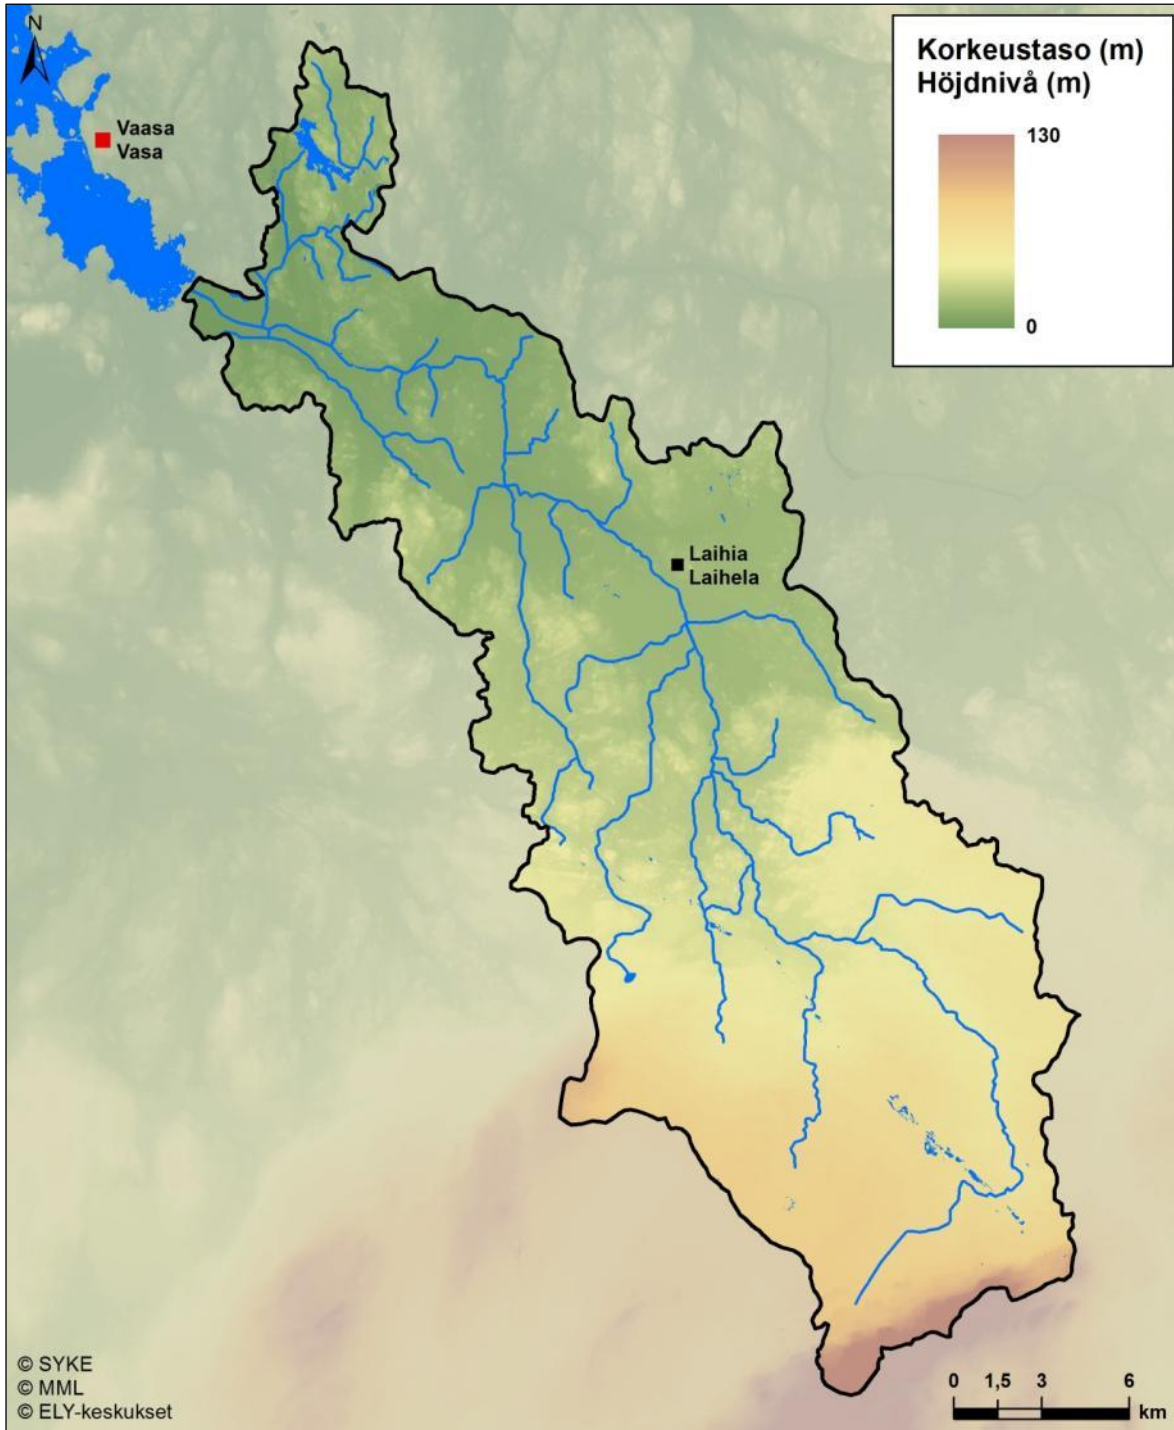 N
Vaasa
Vasa
Korkeustaso (m)
Höjdnivå (m)
130
0
Laihia
Laihela
© SYKE
© MML
© ELY-keskukset
0 1,5 3 6
km